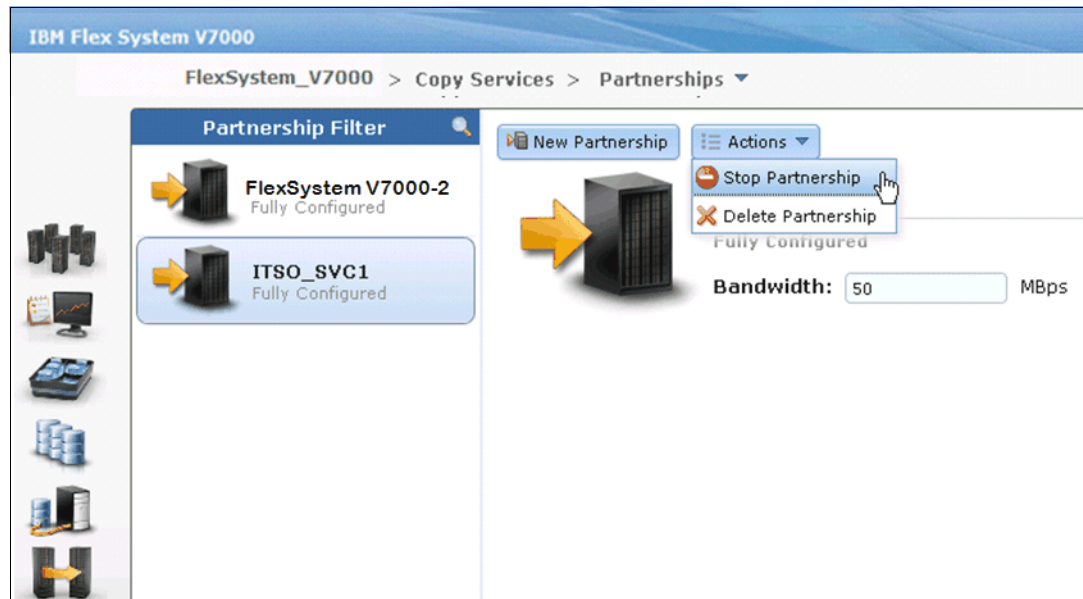 IBM Flex System V7000
FlexSystem_V7000 > Copy Services > Partnerships
Partnership Filter
New Partnership
Actions
FlexSystem V7000-2
Fully Configured
Stop Partnership
Delete Partnership
ITSO_SVC1
Fully Configured
Fully Configured
Bandwidth: 50 MBps